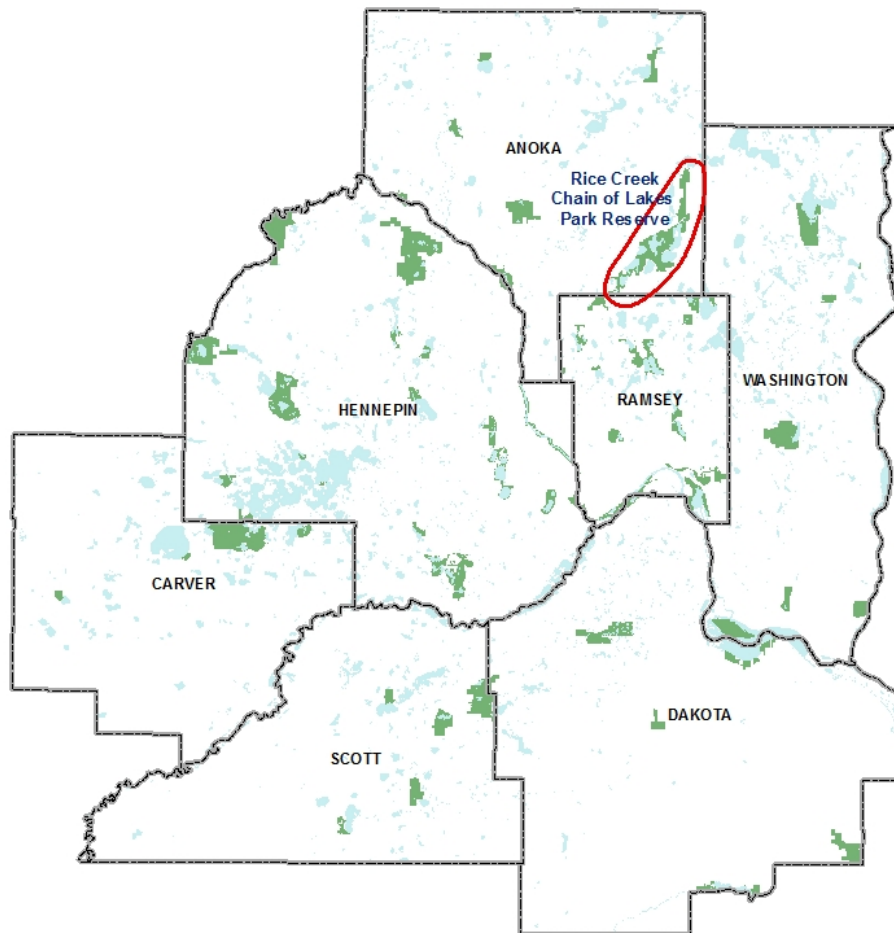 ANOKA
Rice Creek
Chain of Lakes
Park Reserve
WASHINGTON
RAMSEY
HENNEPIN
CARVER
DAKOTA
SCOTT